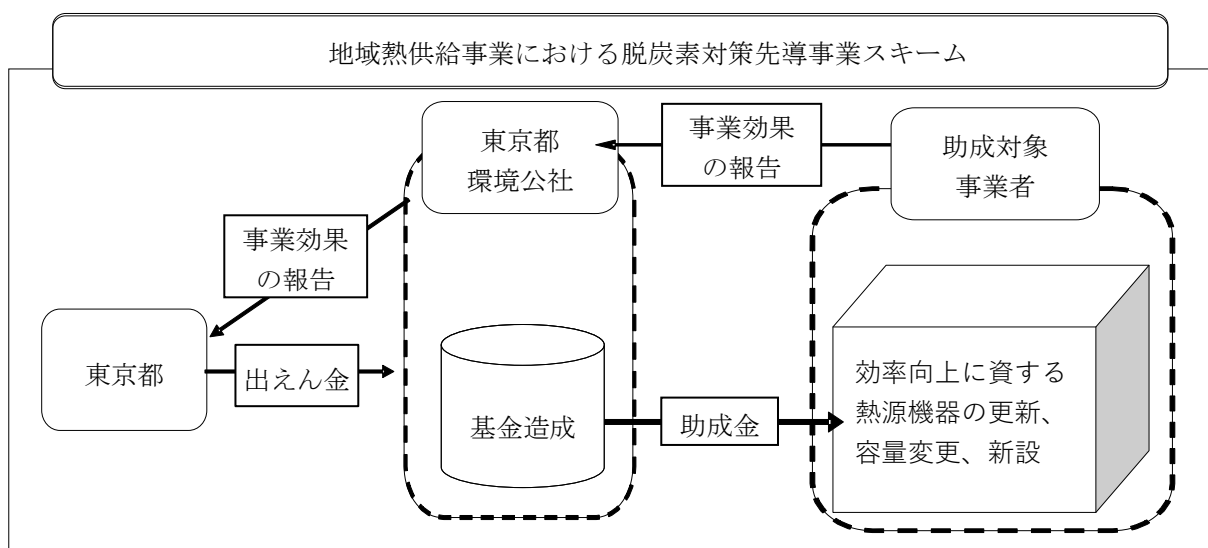 地域熱供給事業における脱炭素対策先導事業スキーム
東京都
環境公社
事業効果
の報告
助成対象
事業者
事業効果
の報告
東京都
出えん金
基金造成
助成金
効率向上に資する
熱源機器の更新、
容量変更、新設